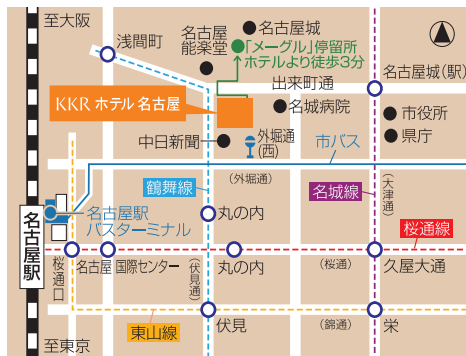 至大阪
浅間町
名古屋
能楽堂
名古屋城
「メーグル」停留所
ホテルより徒歩3分
出来町通
名古屋城(駅)
KKR ホテル 名古屋
名城病院
市役所
県庁
中日新聞
外堀通
(西)
市バス
(外堀通)
鶴舞線
名城線
(大津通)
名古屋駅
バスターミナル
丸の内
桜通線
名古屋駅
桜通口
名古屋 国際センター
(伏見通)
丸の内
(桜通)
久屋大通
東山線
伏見
(錦通)
栄
至東京